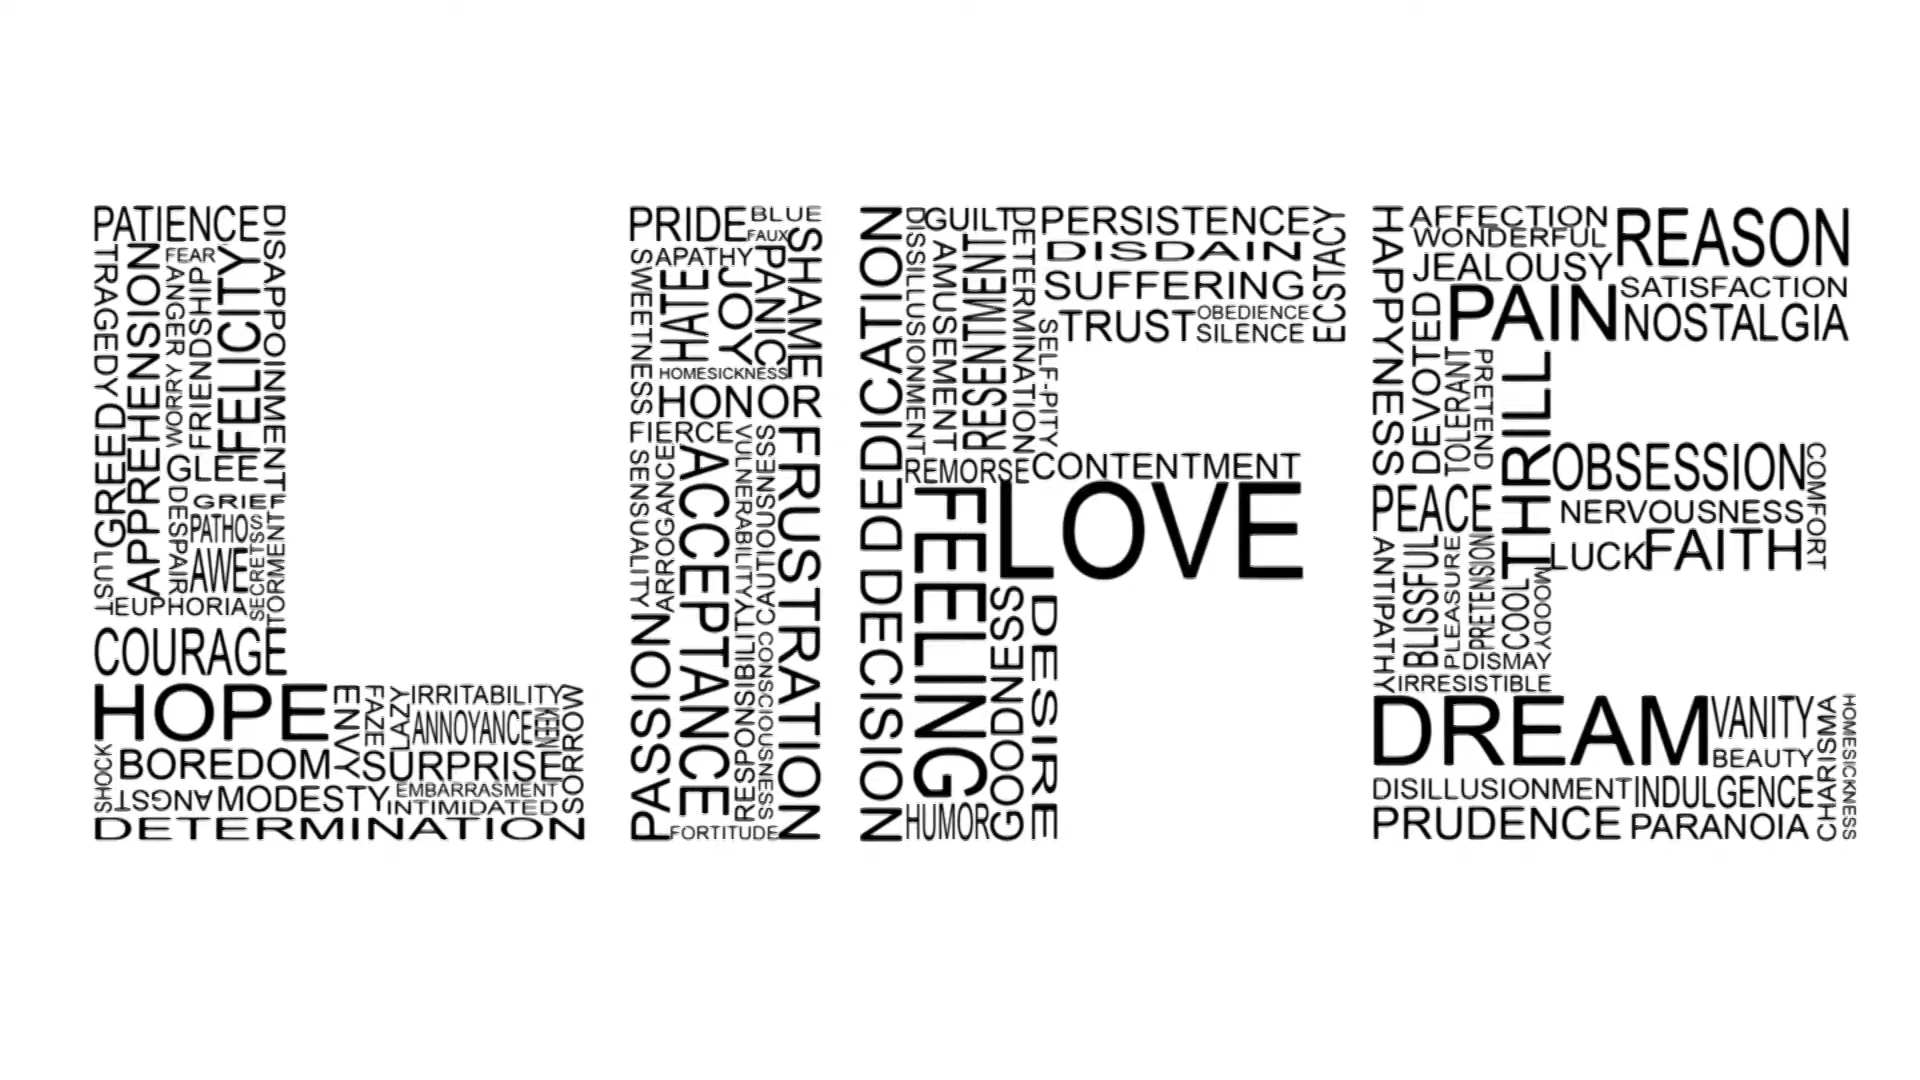 PATIENCE
DISAPPOINTMENT
TRAGEDY
APPREHENSION
FEAR
ANGER
FRIENDSHIP
FELICITY
WORRY
GREED
GLEE
DESPAIR
GRIEF
PATHOS
SECRETS
TORMENT
AWE
LUST
EUPHORIA
COURAGE
HOPE
ENVY
FAZE
LAZY
IRRITABILITY
ANNOYANCE
KEEN
SORROW
SHOCK
BOREDOM
SURPRISE
ANGST
MODESTY
EMBARRASMENT
INTIMIDATED
DETERMINATION
PRIDE
BLUE
FAUX
SHAME
SWEETNESS
APATHY
HATE
JOY
PANIC
HOMESICKNESS
HONOR
FIERCE
SENSUALITY
ARROGANCE
ACCEPTANCE
VULNERABILITY
CAUTIOUSNESS
FRUSTRATION
PASSION
RESPONSIBILITY
CONSCIOUSNESS
FORTITUDE
DEDICATION
DISSILLUSIONMENT
GUILT
AMUSEMENT
RESENTMENT
DETERMINATION
PERSISTENCE
DISDAIN
SUFFERING
TRUST
OBEDIENCE
SILENCE
ECSTACY
SELF-PITY
REMORSE
CONTENTMENT
DECISION
FEELING
LOVE
GOODNESS
DESIRE
HUMOR
HAPPYNESS
AFFECTION
WONDERFUL
JEALOUSY
REASON
SATISFACTION
PAIN
NOSTALGIA
DEVOTED
TOLERANT
PRETEND
THRILL
OBSESSION
COMFORT
PEACE
NERVOUSNESS
LUCK
FAITH
ANTIPATHY
BLISSFUL
PLEASURE
PRETENSION
COOL
MOODY
DISMAY
IRRESISTIBLE
DREAM
VANITY
BEAUTY
CHARISMA
HOMESICKNESS
DISILLUSIONMENT
INDULGENCE
PRUDENCE
PARANOIA